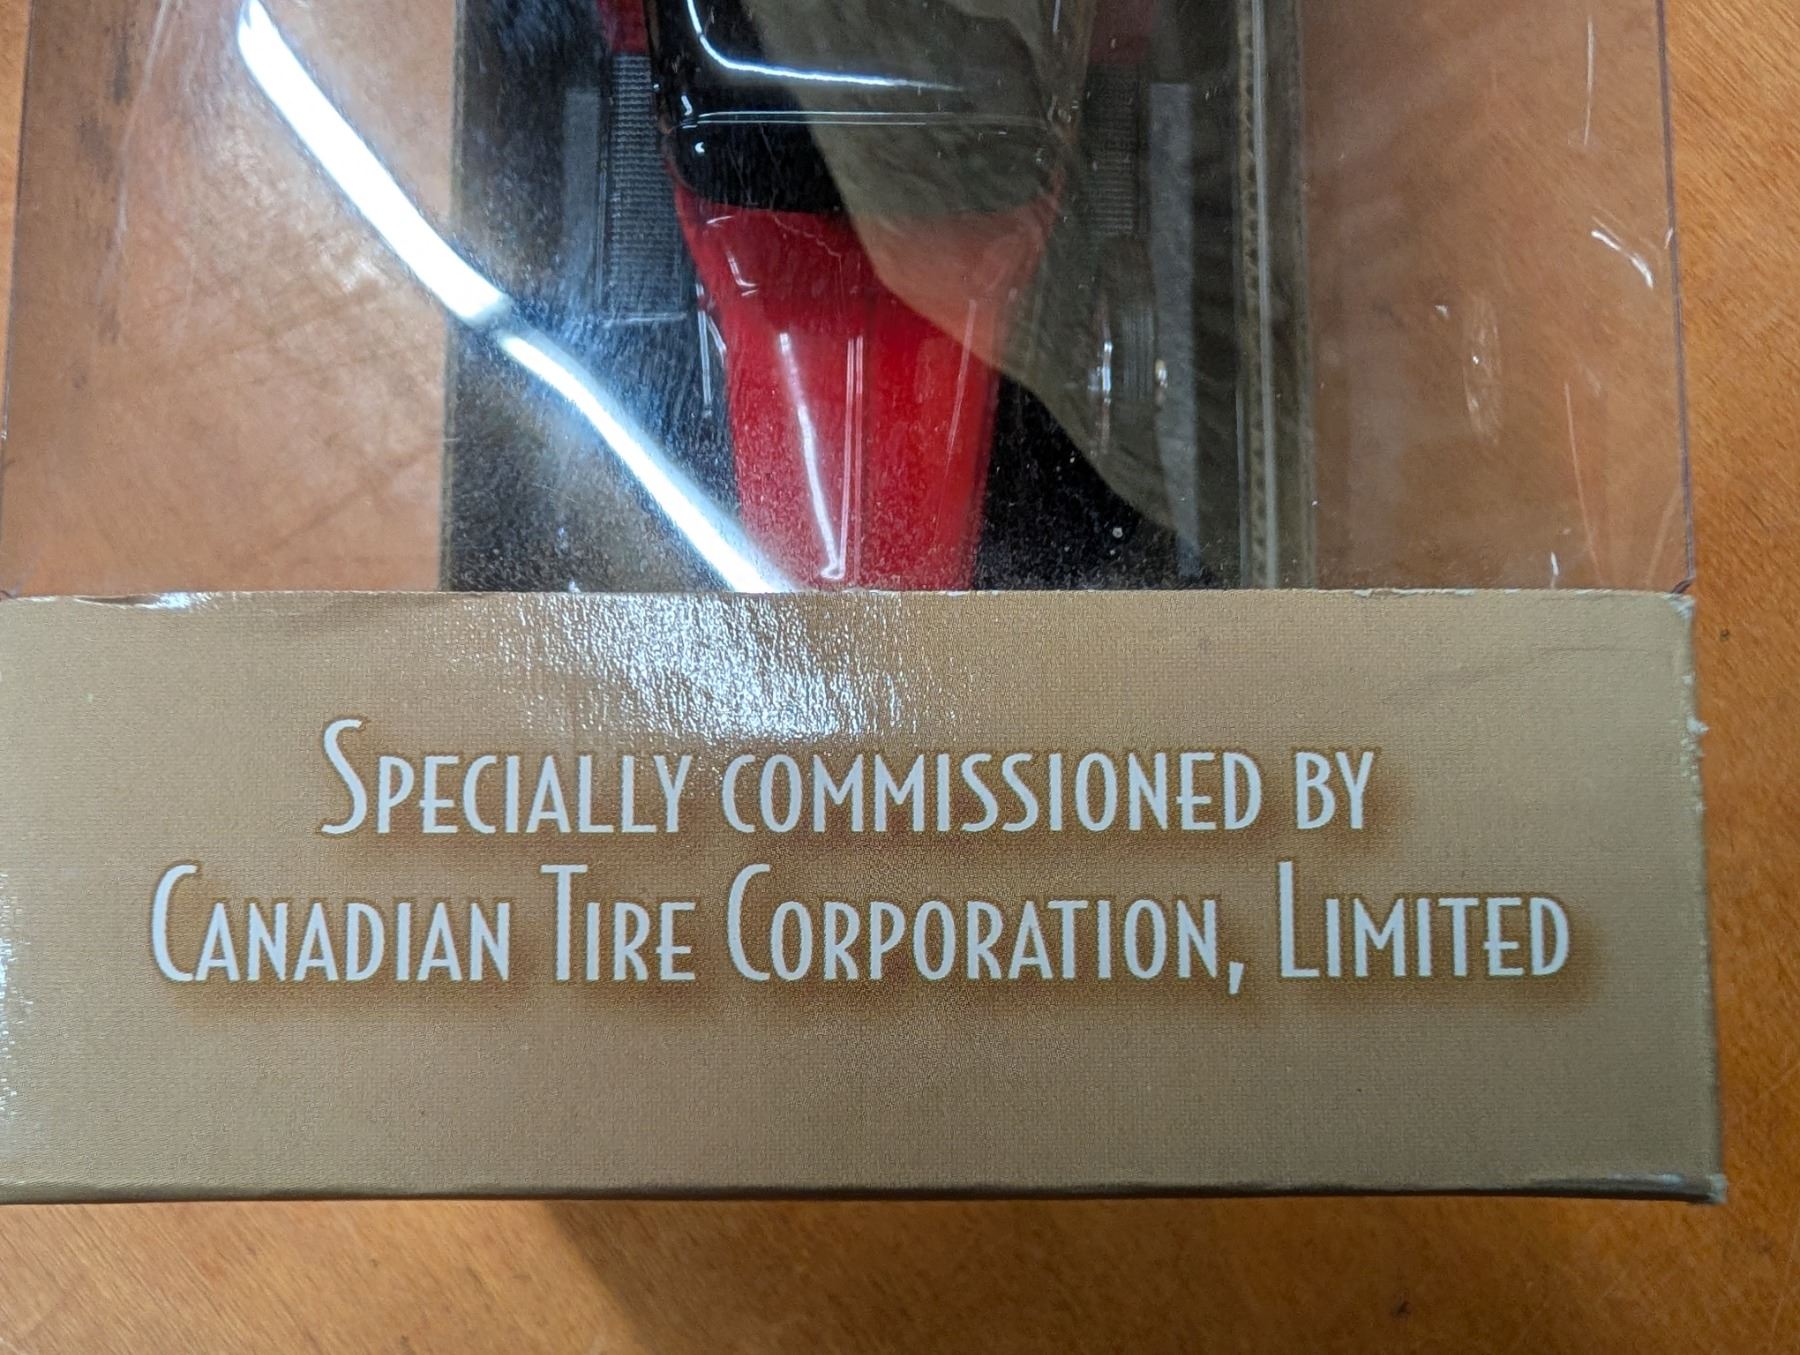 Specially commissioned by
Canadian Tire Corporation, Limited